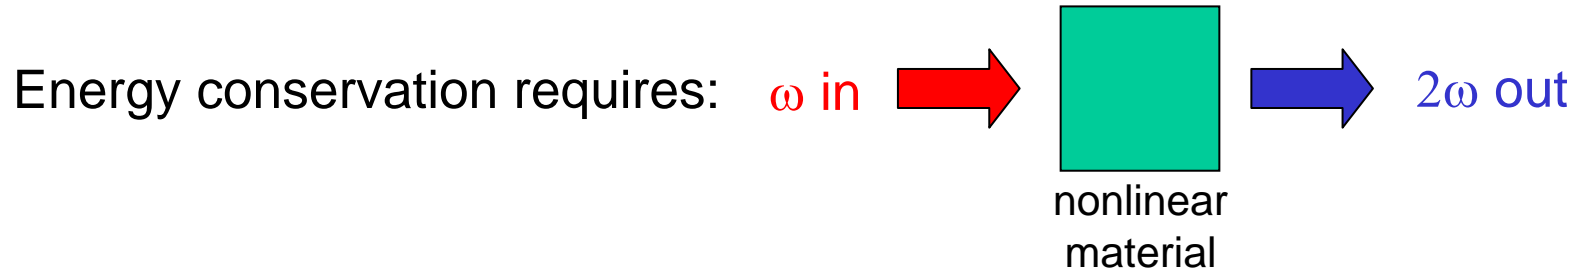 Energy conservation requires: ω in 2ω out
nonlinear
material